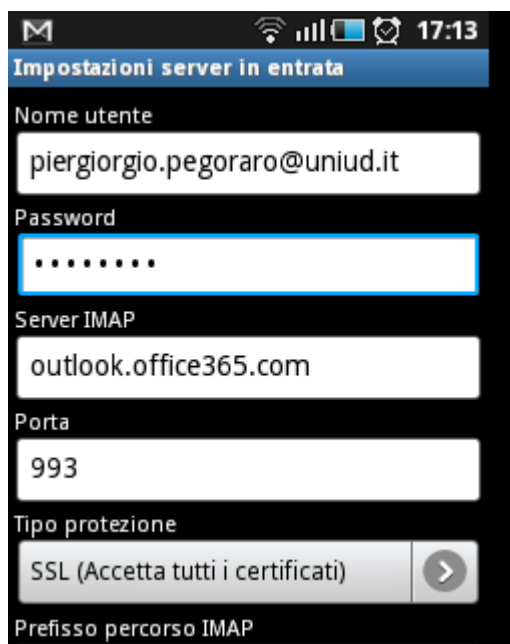 17:13
Impostazioni server in entrata
Nome utente
piergiorgio.pegoraro@uniud.it
Password
••••••••
Server IMAP
outlook.office365.com
Porta
993
Tipo protezione
SSL (Accetta tutti i certificati)
Prefisso percorso IMAP